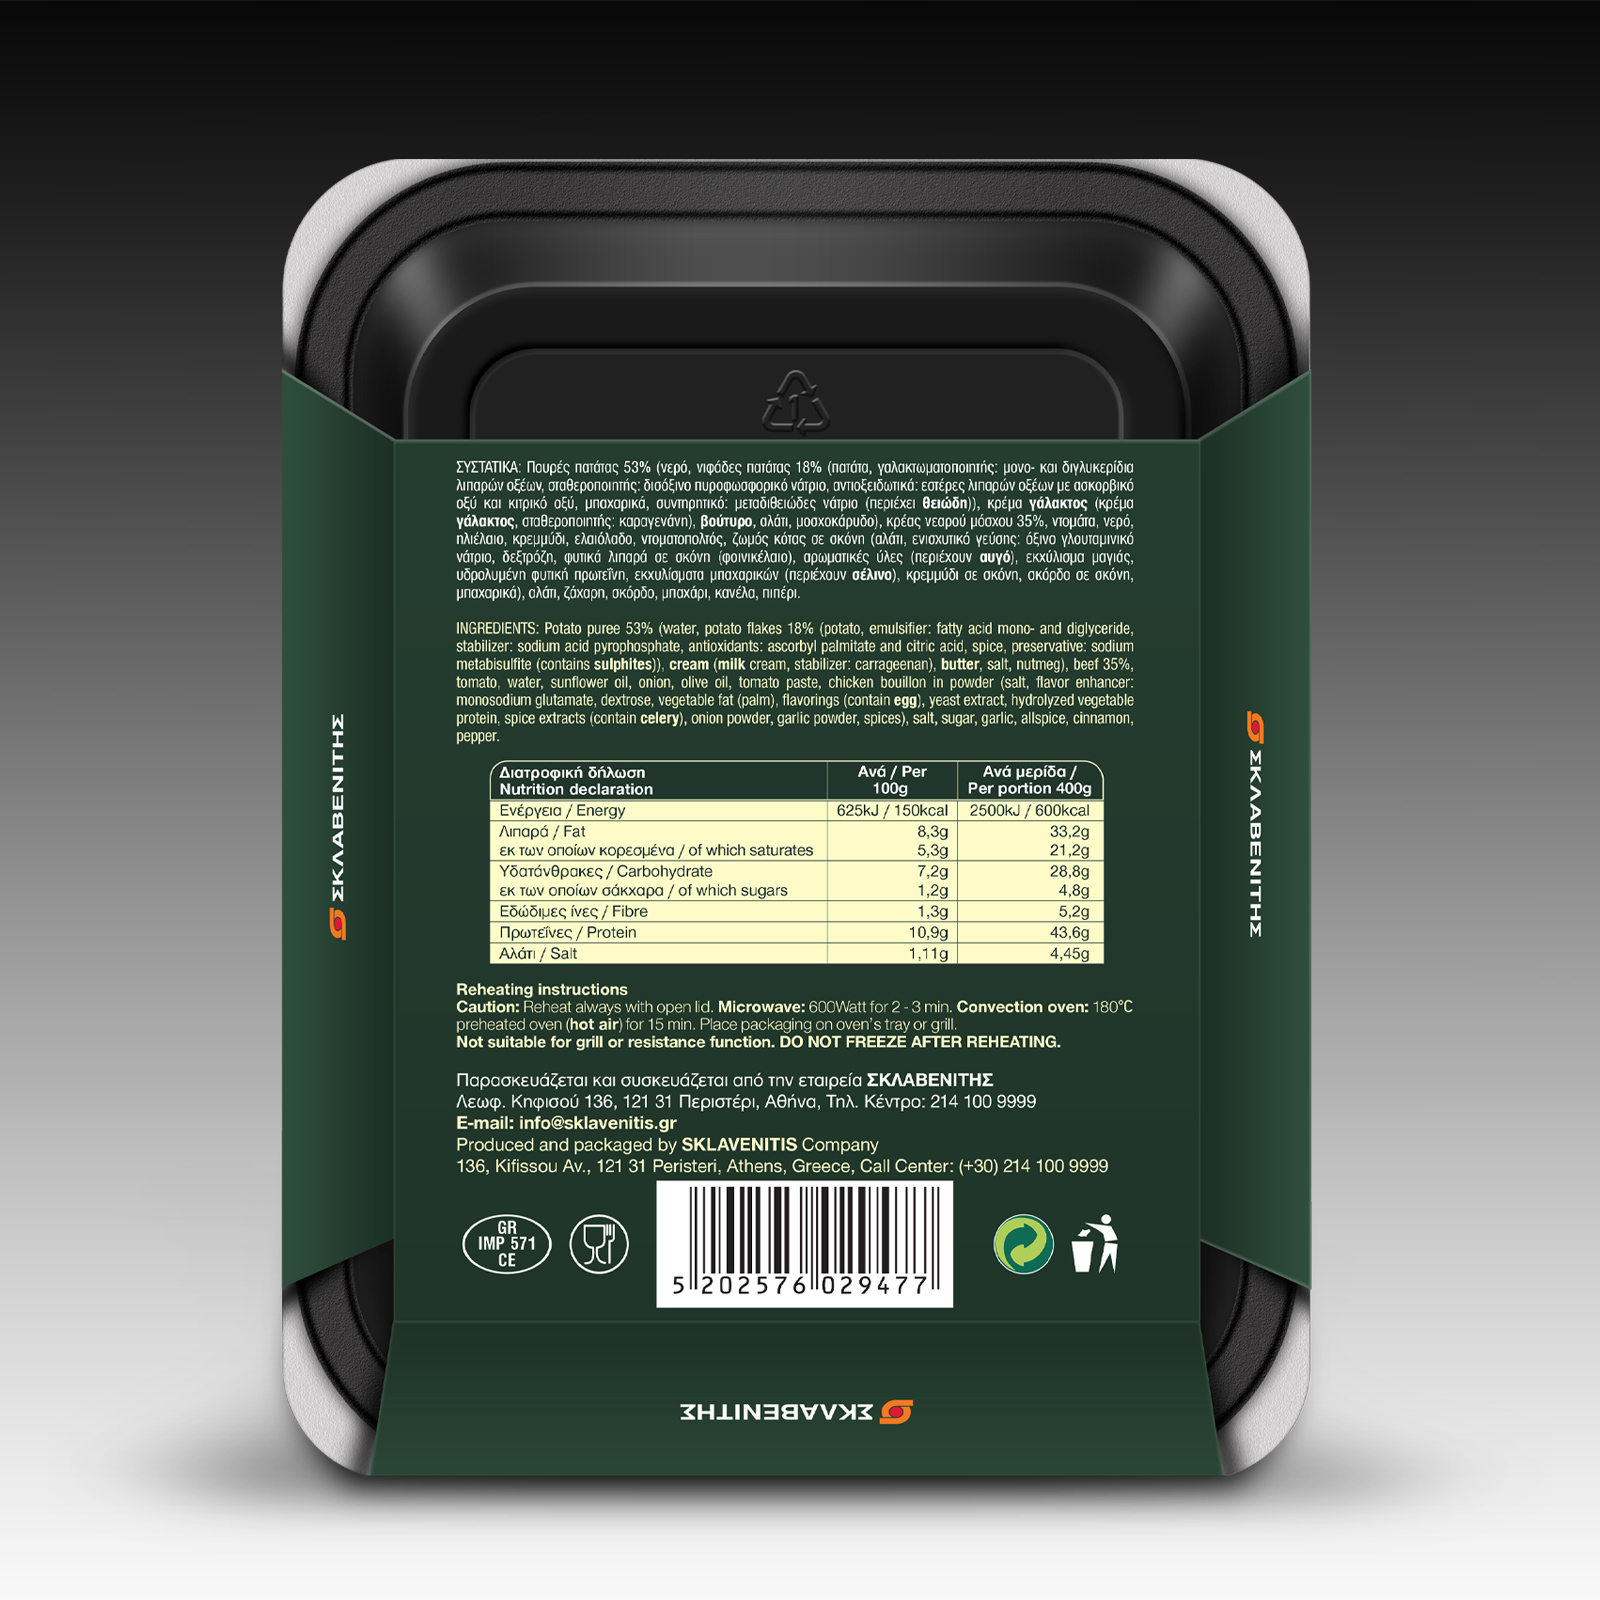 1
ΣΥΣΤΑΤΙΚΑ: Πουρές πατάτας 53% (νερό, νιφάδες πατάτας 18% (πατάτα, γαλακτωματοποιητής: μονο- και διγλυκερίδια
λιπαρών οξέων, σταθεροποιητής: δισόξινο πυροφωσφορικό νάτριο, αντιοξειδωτικά: εστέρες λιπαρών οξέων με ασκορβικό
οξύ και κιτρικό οξύ, μπαχαρικά, συντηρητικό: μεταδιθειώδες νάτριο (περιέχει θειώδη)), κρέμα γάλακτος (κρέμα
γάλακτος, σταθεροποιητής: καραγενάνη), βούτυρο, αλάτι, μοσχοκάρυδο), κρέας νεαρού μόσχου 35%, ντομάτα, νερό,
ηλιέλαιο, κρεμμύδι, ελαιόλαδο, ντοματοπολτός, ζωμός κότας σε σκόνη (αλάτι, ενισχυτικό γεύσης: όξινο γλουταμινικό
νάτριο, δεξτρόζη, φυτικά λιπαρά σε σκόνη (φοινικέλαιο), αρωματικές ύλες (περιέχουν αυγό), εκχύλισμα μαγιάς,
υδρολυμένη φυτική πρωτεΐνη, εκχυλίσματα μπαχαρικών (περιέχουν σέλινο), κρεμμύδι σε σκόνη, σκόρδο σε σκόνη,
μπαχαρικά), αλάτι, ζάχαρη, σκόρδο, μπαχάρι, κανέλα, πιπέρι.
INGREDIENTS: Potato puree 53% (water, potato flakes 18% (potato, emulsifier: fatty acid mono- and diglyceride,
stabilizer: sodium acid pyrophosphate, antioxidants: ascorbyl palmitate and citric acid, spice, preservative: sodium
metabisulfite (contains sulphites)), cream (milk cream, stabilizer: carrageenan), butter, salt, nutmeg), beef 35%,
tomato, water, sunflower oil, onion, olive oil, tomato paste, chicken bouillon in powder (salt, flavor enhancer:
monosodium glutamate, dextrose, vegetable fat (palm), flavorings (contain egg), yeast extract, hydrolyzed vegetable
protein, spice extracts (contain celery), onion powder, garlic powder, spices), salt, sugar, garlic, allspice, cinnamon,
pepper.
Διατροφική δήλωση Ανά / Per Ανά μερίδα /
Nutrition declaration 100g Per portion 400g
Ενέργεια / Energy 625kJ / 150kcal 2500kJ / 600kcal
Λιπαρά / Fat 8,3g 33,2g
εκ των οποίων κορεσμένα / of which saturates 5,3g 21,2g
Υδατάνθρακες / Carbohydrate 7,2g 28,8g
εκ των οποίων σάκχαρα / of which sugars 1,2g 4,8g
Εδώδιμες ίνες / Fibre 1,3g 5,2g
Πρωτεΐνες / Protein 10,9g 43,6g
Αλάτι / Salt 1,11g 4,45g
Reheating instructions
Caution: Reheat always with open lid. Microwave: 600Watt for 2 - 3 min. Convection oven: 180°C
preheated oven (hot air) for 15 min. Place packaging on oven's tray or grill.
Not suitable for grill or resistance function. DO NOT FREEZE AFTER REHEATING.
Παρασκευάζεται και συσκευάζεται από την εταιρεία ΣΚΛΑΒΕΝΙΤΗΣ
Λεωφ. Κηφισού 136, 121 31 Περιστέρι, Αθήνα, Τηλ. Κέντρο: 214 100 9999
E-mail: info@sklavenitis.gr
Produced and packaged by SKLAVENITIS Company
136, Kifissou Av., 121 31 Peristeri, Athens, Greece, Call Center: (+30) 214 100 9999
GR
IMP 571
CE
5 202576 029477
ΣΚΛΑΒΕΝΙΤΗΣ
ΣΚΛΑΒΕΝΙΤΗΣ
ΣΚΛΑΒΕΝΙΤΗΣ